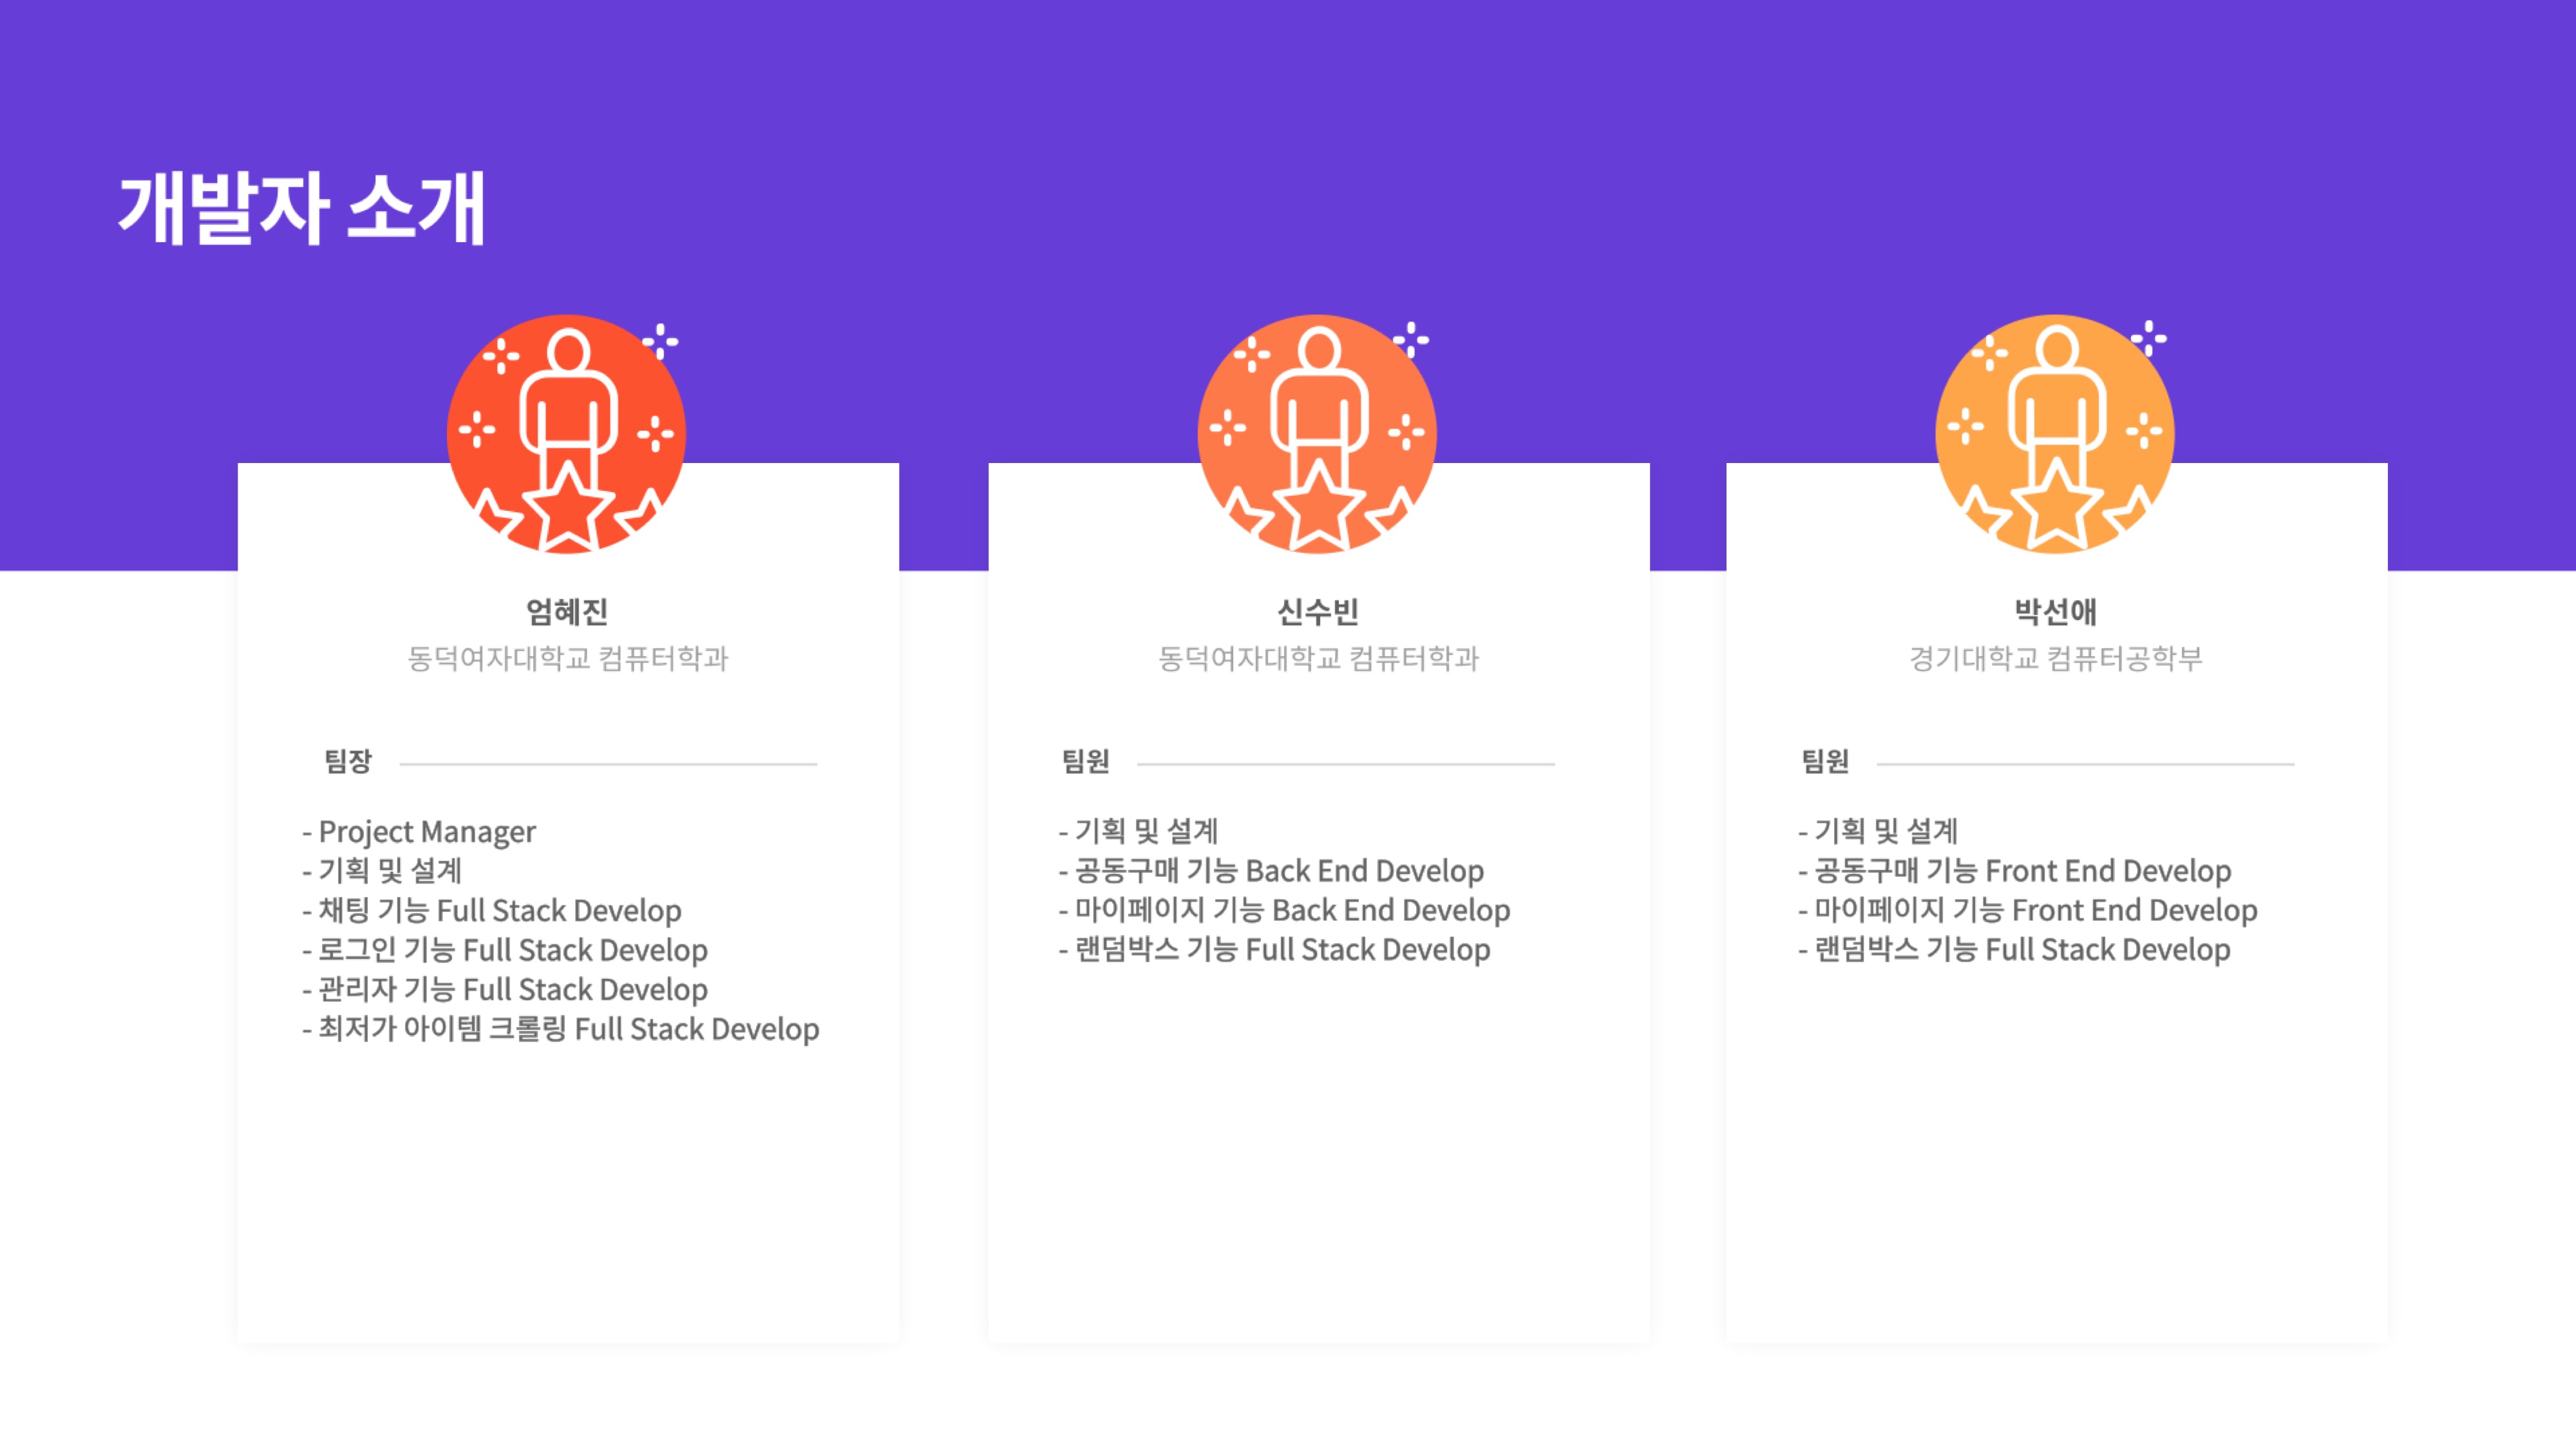 개발자 소개
엄혜진
동덕여자대학교 컴퓨터학과
팀장
- Project Manager
- 기획 및 설계
- 채팅 기능 Full Stack Develop
- 로그인 기능 Full Stack Develop
- 관리자 기능 Full Stack Develop
- 최저가 아이템 크롤링 Full Stack Develop
신수빈
동덕여자대학교 컴퓨터학과
팀원
- 기획 및 설계
- 공동구매 기능 Back End Develop
- 마이페이지 기능 Back End Develop
- 랜덤박스 기능 Full Stack Develop
박선애
경기대학교 컴퓨터공학부
팀원
- 기획 및 설계
- 공동구매 기능 Front End Develop
- 마이페이지 기능 Front End Develop
- 랜덤박스 기능 Full Stack Develop